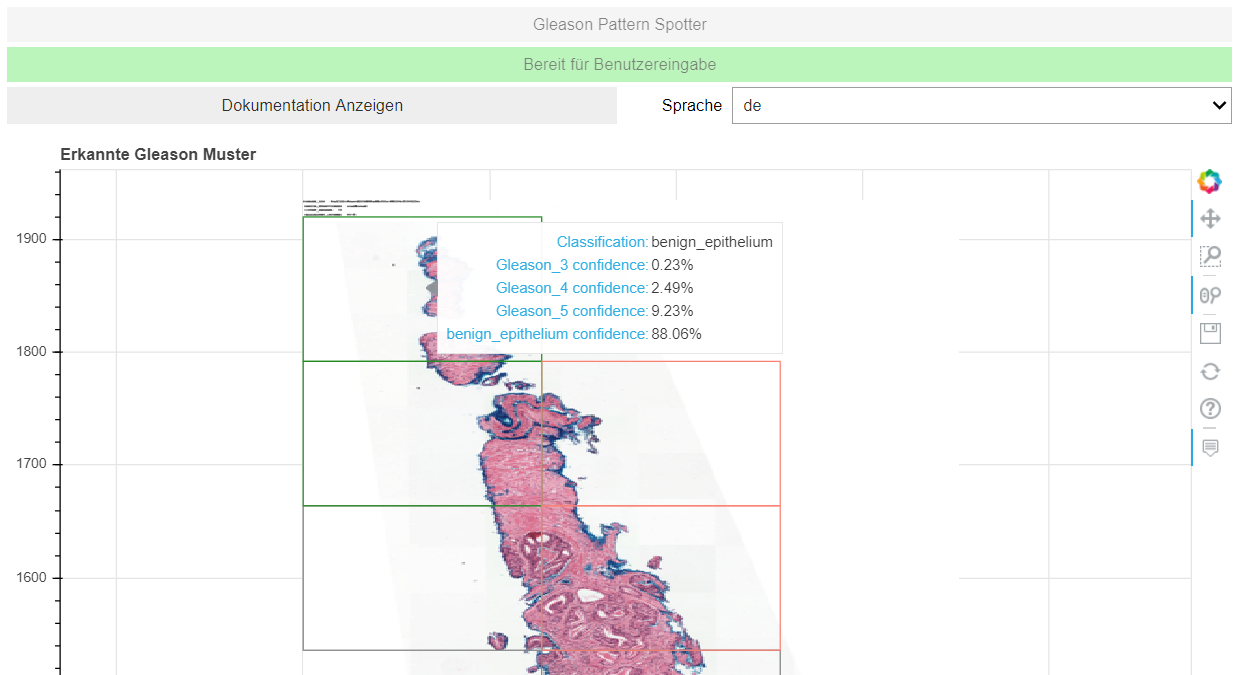 Gleason Pattern Spotter
Bereit für Benutzereingabe
Dokumentation Anzeigen
Sprache
de
Erkannte Gleason Muster
Classification: benign_epithelium
Gleason_3 confidence: 0.23%
Gleason_4 confidence: 2.49%
Gleason_5 confidence: 9.23%
benign_epithelium confidence: 88.06%
1900
1800
1700
1600